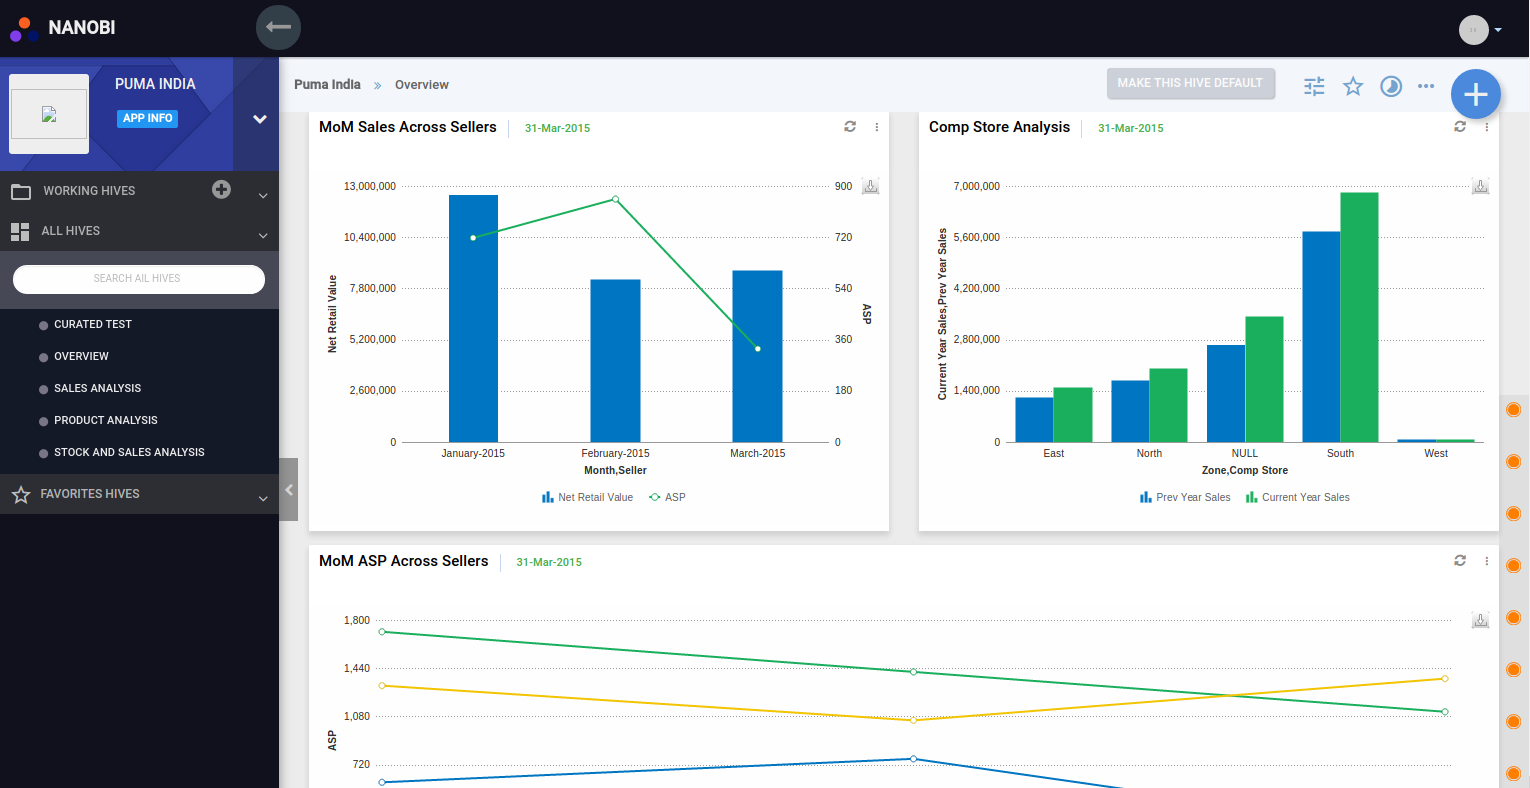 NANOBI
PUMA INDIA
APP INFO
WORKING HIVES
ALL HIVES
SEARCH AIL HIVES
CURATED TEST
OVERVIEW
SALES ANALYSIS
PRODUCT ANALYSIS
STOCK AND SALES ANALYSIS
FAVORITES HIVES
Puma India » Overview
MAKE THIS HIVE DEFAULT
MoM Sales Across Sellers 31-Mar-2015
13,000,000 900
10,400,000 720
7,800,000 540
5,200,000 360
2,600,000 180
0 0
Net Retail Value
ASP
January-2015 February-2015 March-2015
Month,Seller
Net Retail Value ASP
Comp Store Analysis 31-Mar-2015
7,000,000
5,600,000
4,200,000
2,800,000
1,400,000
0
Current Year Sales,Prev Year Sales
East North NULL South West
Zone,Comp Store
Prev Year Sales Current Year Sales
MoM ASP Across Sellers 31-Mar-2015
1,800
1,440
1,080
720
ASP